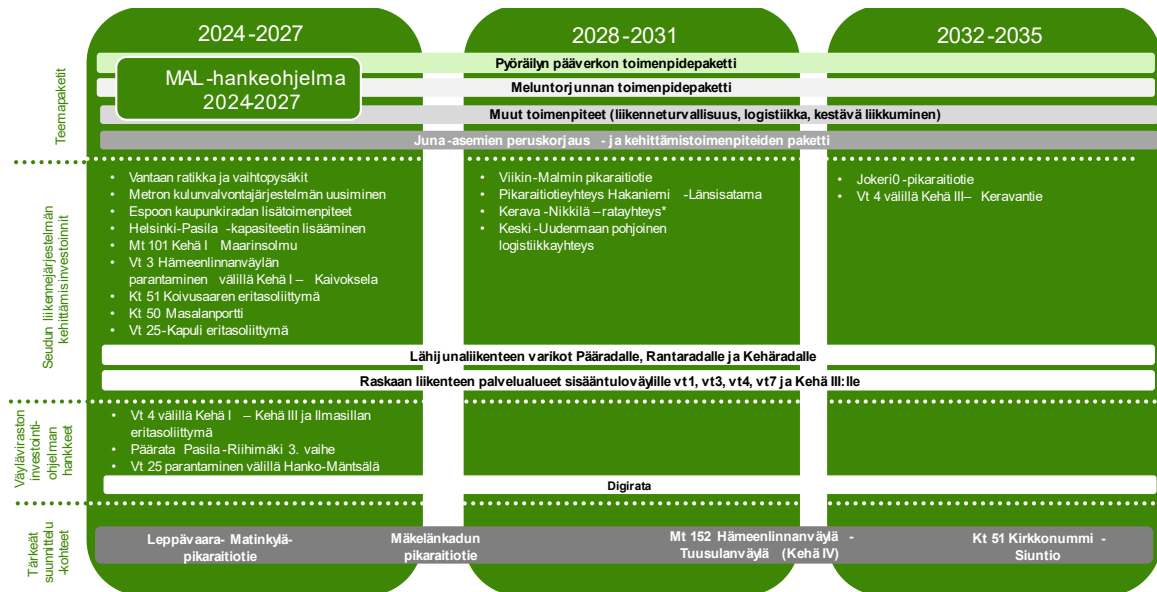 2024-2027
2028-2031
2032-2035
Teemapaketit
Pyöräilyn pääverkon toimenpidepaketti
MAL-hankeohjelma
2024-2027
Meluntorjunnan toimenpidepaketti
Muut toimenpiteet (liikenneturvallisuus, logistiikka, kestävä liikkuminen)
Juna-asemien peruskorjaus - ja kehittämistoimenpiteiden paketti
Seudun liikennejärjestelmän
kehittämisinvestoinnit
• Vantaan ratikka ja vaihtopysäkit
• Metron kulunvalvontajärjestelmän uusiminen
• Espoon kaupunkiradan lisätoimenpiteet
• Helsinki-Pasila -kapasiteetin lisääminen
• Mt 101 Kehä I Maarinsolmu
• Vt 3 Hämeenlinnanväylän
parantaminen välillä Kehä I – Kaivoksela
• Kt 51 Koivusaaren eritasoliittymä
• Kt 50 Masalanportti
• Vt 25-Kapuli eritasoliittymä
• Viikin-Malmin pikaraitiotie
• Pikaraitiotieyhteys Hakaniemi -Länsisatama
• Kerava-Nikkilä–ratayhteys*
• Keski-Uudenmaan pohjoinen
logistiikkayhteys
• Jokeri0-pikaraitiotie
• Vt 4 välillä Kehä III– Keravantie
Lähijunaliikenteen varikot Pääradalle, Rantaradalle ja Kehäradalle
Raskaan liikenteen palvelualueet sisääntuloväylille vt1, vt3, vt4, vt7 ja Kehä III:lle
Väyläviraston
investointi-
ohjelman
hankkeet
• Vt 4 välillä Kehä I – Kehä III ja Ilmasillan
eritasoliittymä
• Päärata Pasila-Riihimäki 3. vaihe
• Vt 25 parantaminen välillä Hanko-Mäntsälä
Digirata
Tärkeät
suunnittelu
-kohteet
Leppävaara- Matinkylä-
pikaraitiotie
Mäkelänkadun
pikaraitiotie
Mt 152 Hämeenlinnanväylä -
Tuusulanväylä (Kehä IV)
Kt 51 Kirkkonummi -
Siuntio